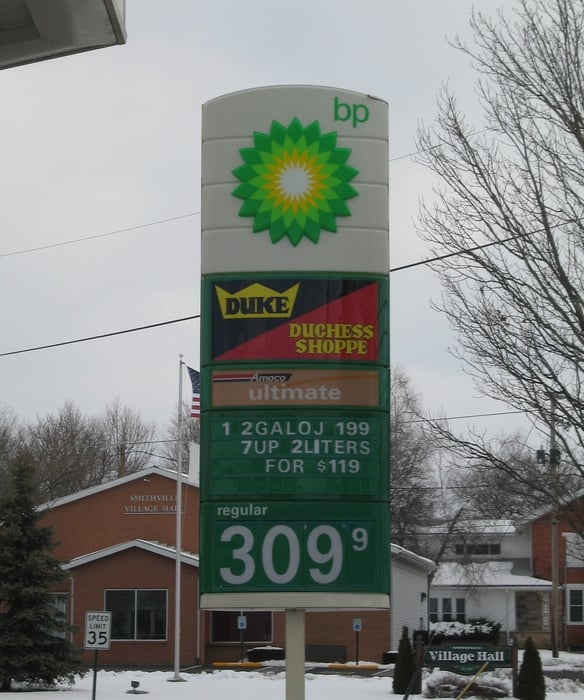 bp
DUKE
DUCHESS
SHOPPE
Amoco
ultimate
1 2GALOJ 199
7UP 2LITERS
FOR $119
regular
309 9
SMITHVILLE
VILLAGE HALL
SPEED
LIMIT
35
SMITHVILLE
Village Hall